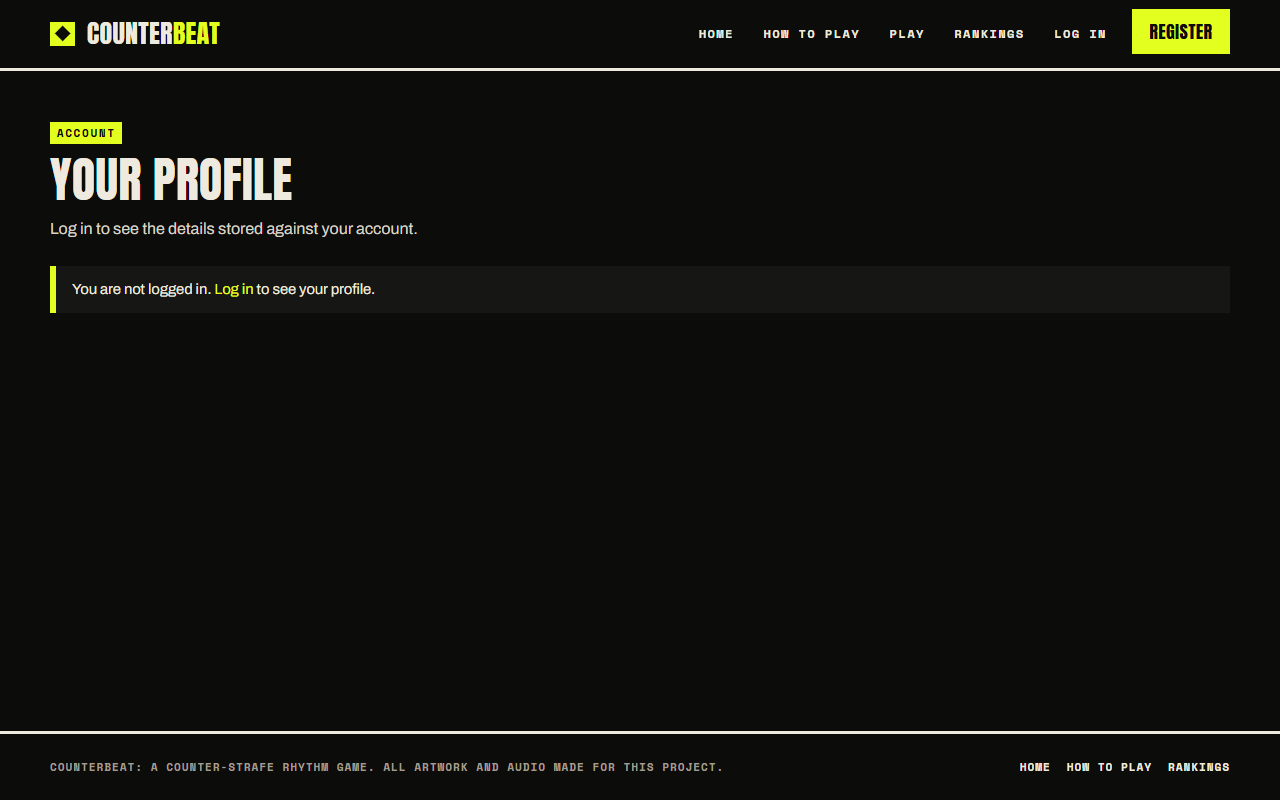 COUNTERBEAT
HOME HOW TO PLAY PLAY RANKINGS LOG IN REGISTER
ACCOUNT
YOUR PROFILE
Log in to see the details stored against your account.
You are not logged in. Log in to see your profile.
COUNTERBEAT: A COUNTER-STRAFE RHYTHM GAME. ALL ARTWORK AND AUDIO MADE FOR THIS PROJECT.
HOME HOW TO PLAY RANKINGS